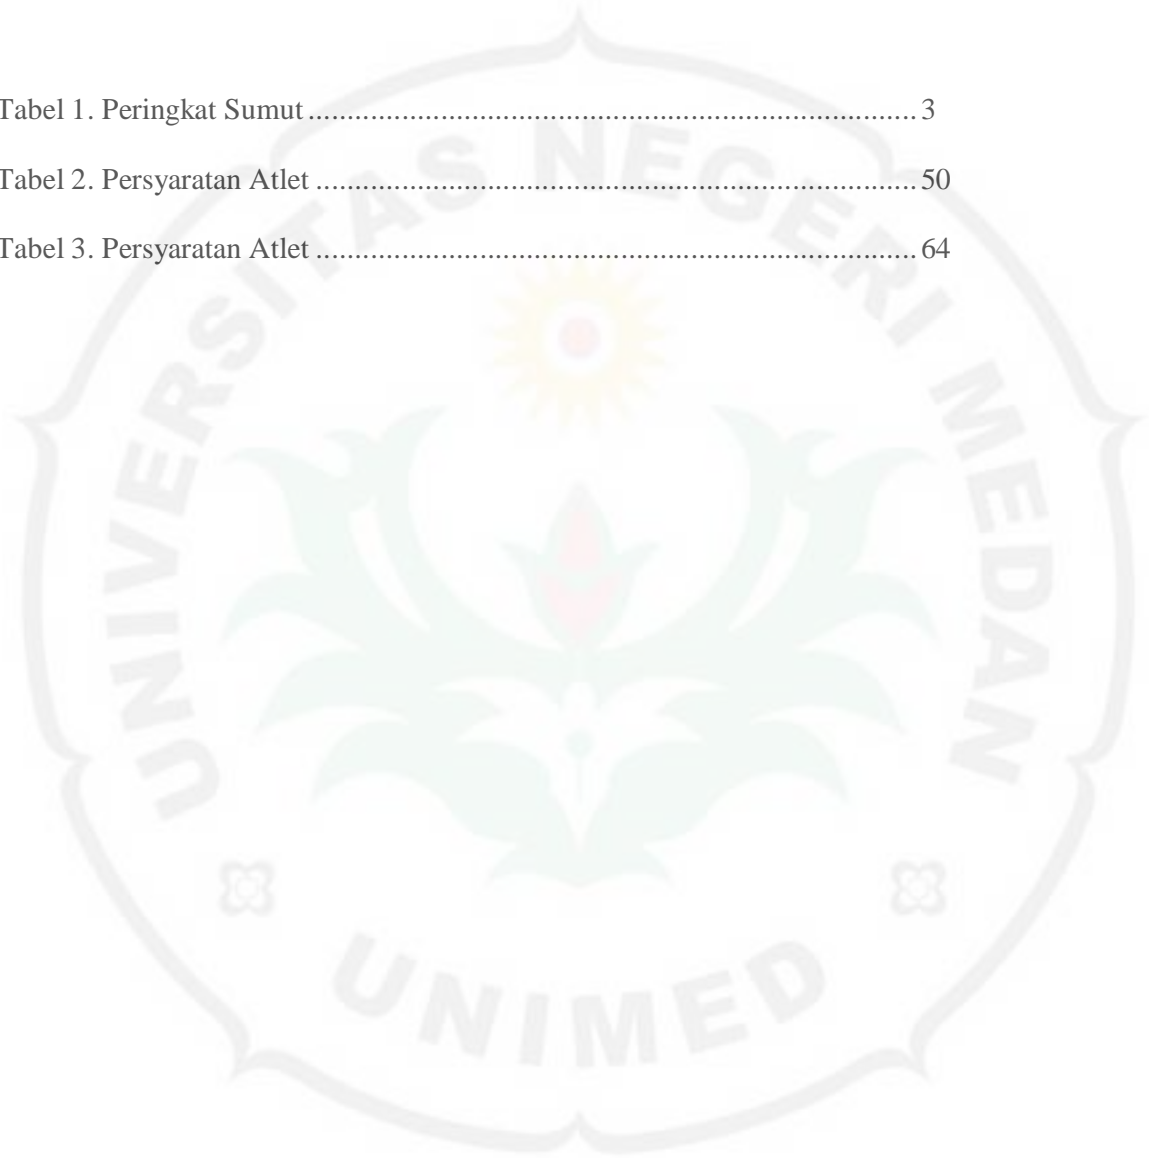 Tabel 1. Peringkat Sumut ............................................................................... 3
Tabel 2. Persyaratan Atlet .............................................................................. 50
Tabel 3. Persyaratan Atlet .............................................................................. 64
UNIVERSITAS NEGERI MEDAN
UNIMED